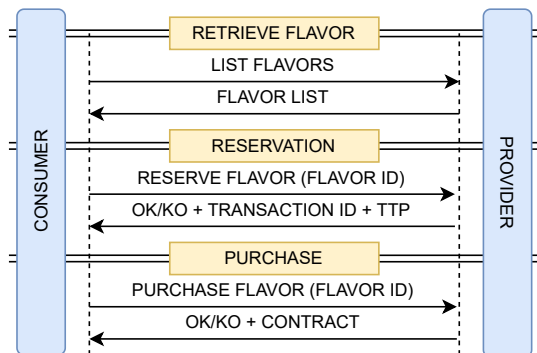 RETRIEVE FLAVOR
LIST FLAVORS
FLAVOR LIST
RESERVATION
RESERVE FLAVOR (FLAVOR ID)
OK/KO + TRANSACTION ID + TTP
PURCHASE
PURCHASE FLAVOR (FLAVOR ID)
OK/KO + CONTRACT
CONSUMER
PROVIDER